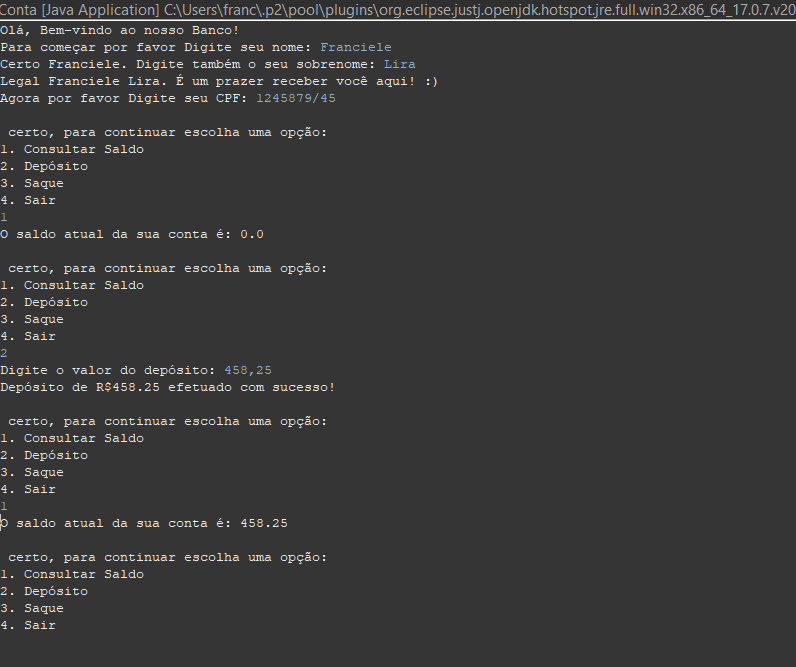 Conta [Java Application] C:\Users\franc\.p2\pool\plugins\org.eclipse.justj.openjdk.hotspot.jre.full.win32.x86_64_17.0.7.v20
Olá, Bem-vindo ao nosso Banco!
Para começar por favor Digite seu nome: Franciele
Certo Franciele. Digite também o seu sobrenome: Lira
Legal Franciele Lira. É um prazer receber você aqui! :)
Agora por favor Digite seu CPF: 1245879/45
certo, para continuar escolha uma opção:
1. Consultar Saldo
2. Depósito
3. Saque
4. Sair
1
O saldo atual da sua conta é: 0.0
certo, para continuar escolha uma opção:
1. Consultar Saldo
2. Depósito
3. Saque
4. Sair
2
Digite o valor do depósito: 458,25
Depósito de R$458.25 efetuado com sucesso!
certo, para continuar escolha uma opção:
1. Consultar Saldo
2. Depósito
3. Saque
4. Sair
1
O saldo atual da sua conta é: 458.25
certo, para continuar escolha uma opção:
1. Consultar Saldo
2. Depósito
3. Saque
4. Sair